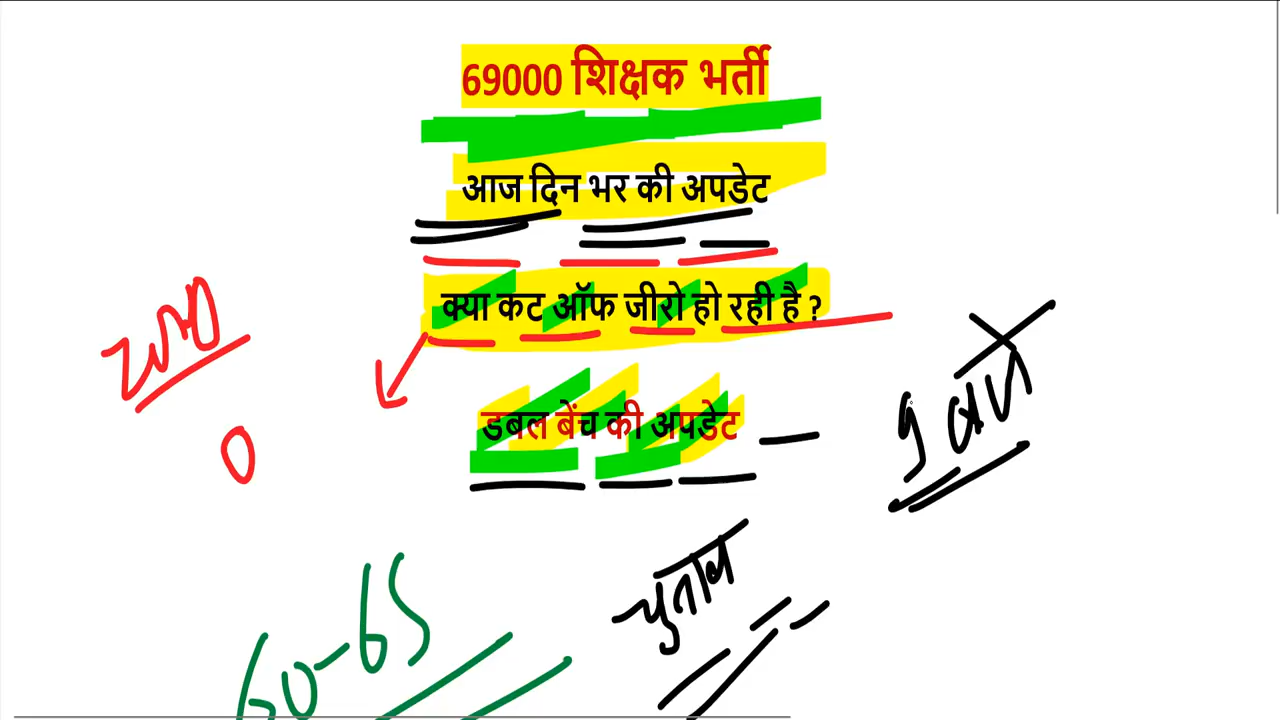 69000 शिक्षक भर्ती
आज दिन भर की अपडेट
क्या कट ऑफ जीरो हो रही है ?
डबल बेंच की अपडेट
0
चुनाव
60-65